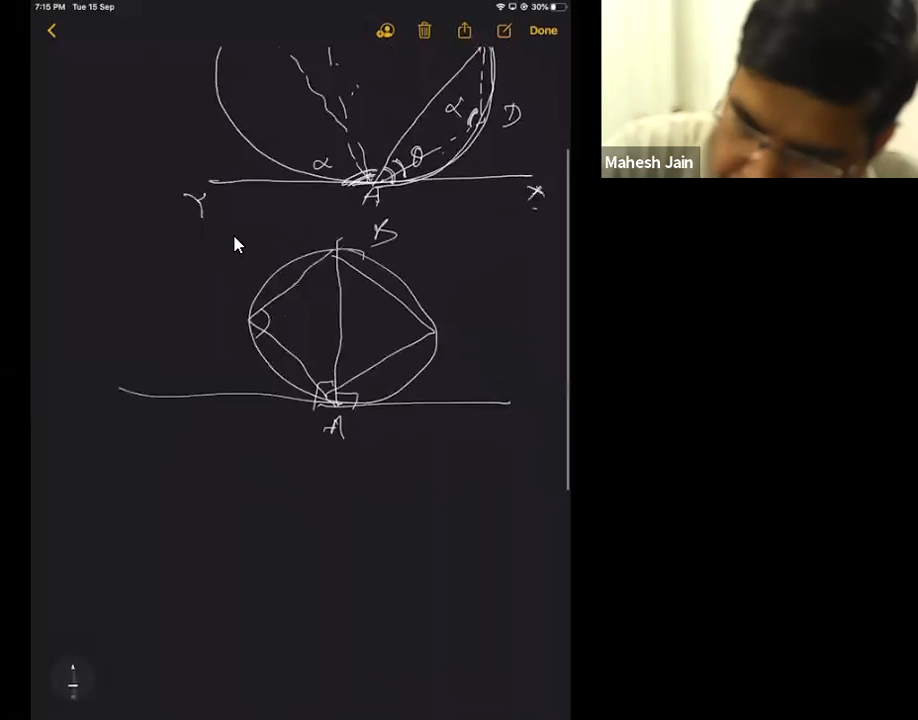 7:15 PM Tue 15 Sep
30%
Done
α
D
α
θ
Y
A
X
B
A
Mahesh Jain